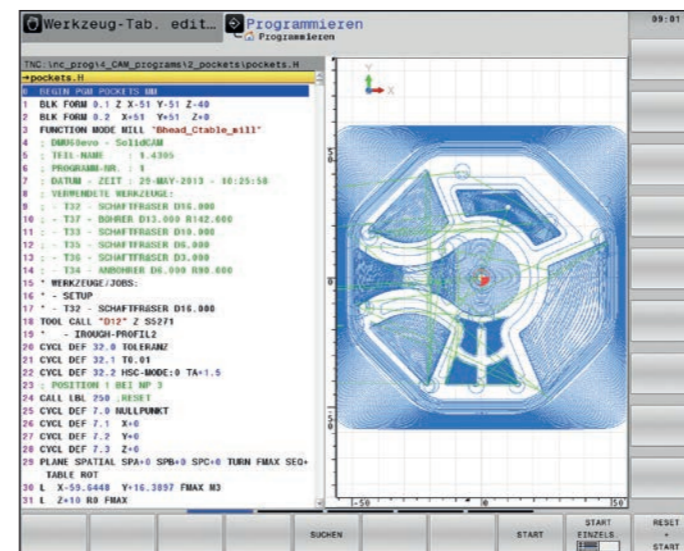 Werkzeug-Tab. edit… Programmieren
Programmieren
09:01
TNC:\nc_prog\4_CAM_programs\2_pockets\pockets.H
→pockets.H
0 BEGIN PGM POCKETS MM
1 BLK FORM 0.1 Z X-51 Y-51 Z-40
2 BLK FORM 0.2 X+51 Y+51 Z+0
3 FUNCTION MODE MILL "Bhead_Ctable_mill"
4 ; DMU60evo - SolidCAM
5 ; TEIL-NAME : 1.4305
6 ; PROGRAMM-NR. : 1
7 ; DATUM - ZEIT : 29-MAY-2013 - 10:25:50
8 ; VERWENDETE WERKZEUGE:
9 ; - T32 - SCHAFTFRäSER D16.000
10 ; - T37 - BOHRER D13.000 R142.000
11 ; - T33 - SCHAFTFRäSER D10.000
12 ; - T35 - SCHAFTFRäSER D6.000
13 ; - T36 - SCHAFTFRäSER D3.000
14 ; - T34 - ANBOHRER D6.000 R90.000
15 * WERKZEUGE/JOBS:
16 * - SETUP
17 * - T32 - SCHAFTFRäSER D16.000
18 TOOL CALL "D12" Z S5271
19 * - IROUGH-PROFIL2
20 CYCL DEF 32.0 TOLERANZ
21 CYCL DEF 32.1 T0.01
22 CYCL DEF 32.2 HSC-MODE:0 TA+1.5
23 ; POSITION 1 BEI NP 3
24 CALL LBL 250 ;RESET
25 CYCL DEF 7.0 NULLPUNKT
26 CYCL DEF 7.1 X+0
27 CYCL DEF 7.2 Y+0
28 CYCL DEF 7.3 Z+0
29 PLANE SPATIAL SPA+0 SPB+0 SPC+0 TURN FMAX SEQ+
TABLE ROT
30 L X-59.6448 Y+16.3897 FMAX M3
31 L Z+10 R0 FMAX
Y
X
50
0
-50
-50
0
50
SUCHEN
START
START
EINZELS.
RESET
+
START